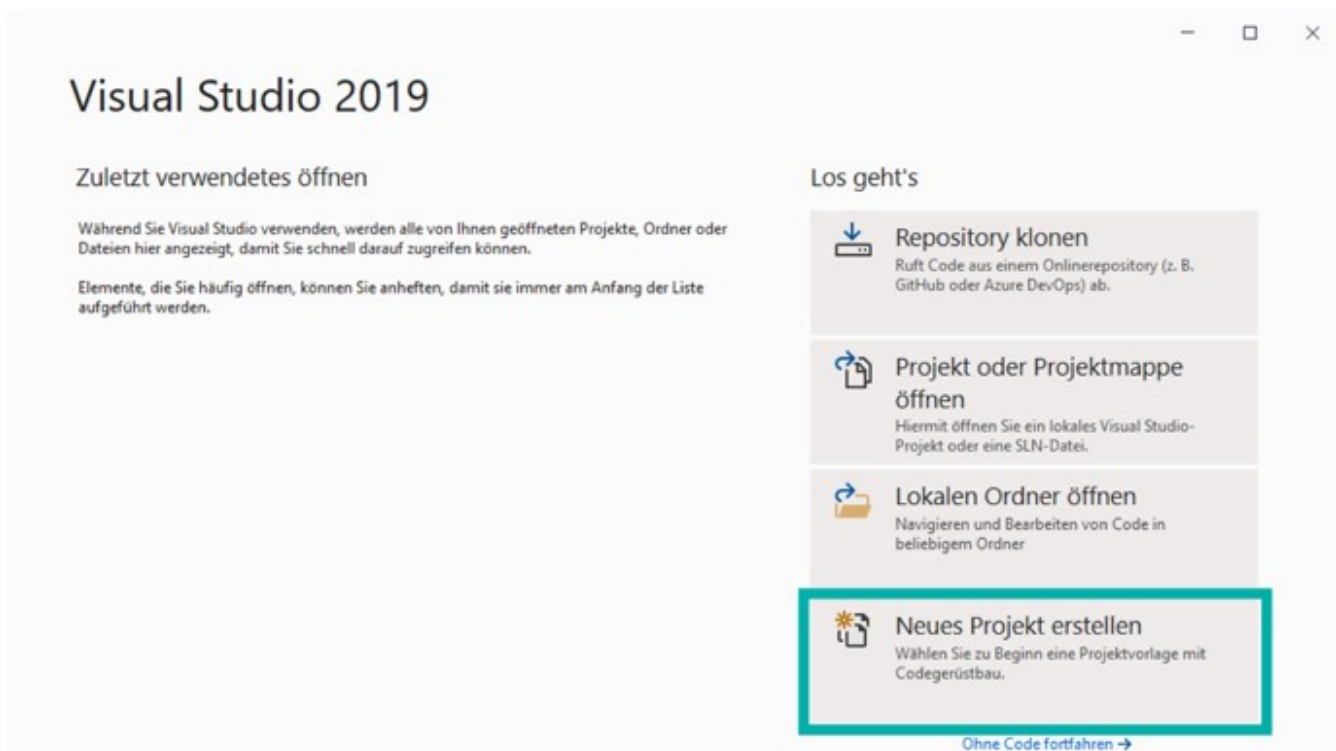 Visual Studio 2019
Zuletzt verwendetes öffnen
Während Sie Visual Studio verwenden, werden alle von Ihnen geöffneten Projekte, Ordner oder
Dateien hier angezeigt, damit Sie schnell darauf zugreifen können.
Elemente, die Sie häufig öffnen, können Sie anheften, damit sie immer am Anfang der Liste
aufgeführt werden.
Los geht's
Repository klonen
Ruft Code aus einem Onlinerepository (z. B.
GitHub oder Azure DevOps) ab.
Projekt oder Projektmappe
öffnen
Hiermit öffnen Sie ein lokales Visual Studio-
Projekt oder eine SLN-Datei.
Lokalen Ordner öffnen
Navigieren und Bearbeiten von Code in
beliebigem Ordner
Neues Projekt erstellen
Wählen Sie zu Beginn eine Projektvorlage mit
Codegerüstbau.
Ohne Code fortfahren →